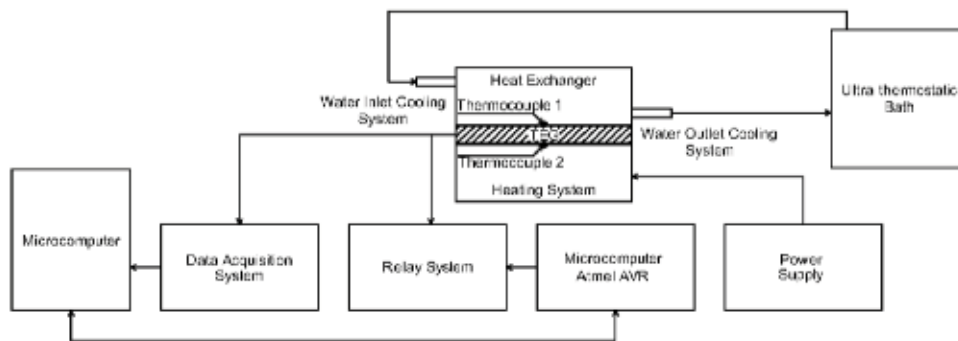 Heat Exchanger
Water Inlet Cooling
System
Thermocouple 1
TEG
Thermocouple 2
Heating System
Water Outlet Cooling
System
Ultra thermostatic
Bath
Microcomputer
Data Acquisition
System
Relay System
Microcomputer
Atmel AVR
Power
Supply